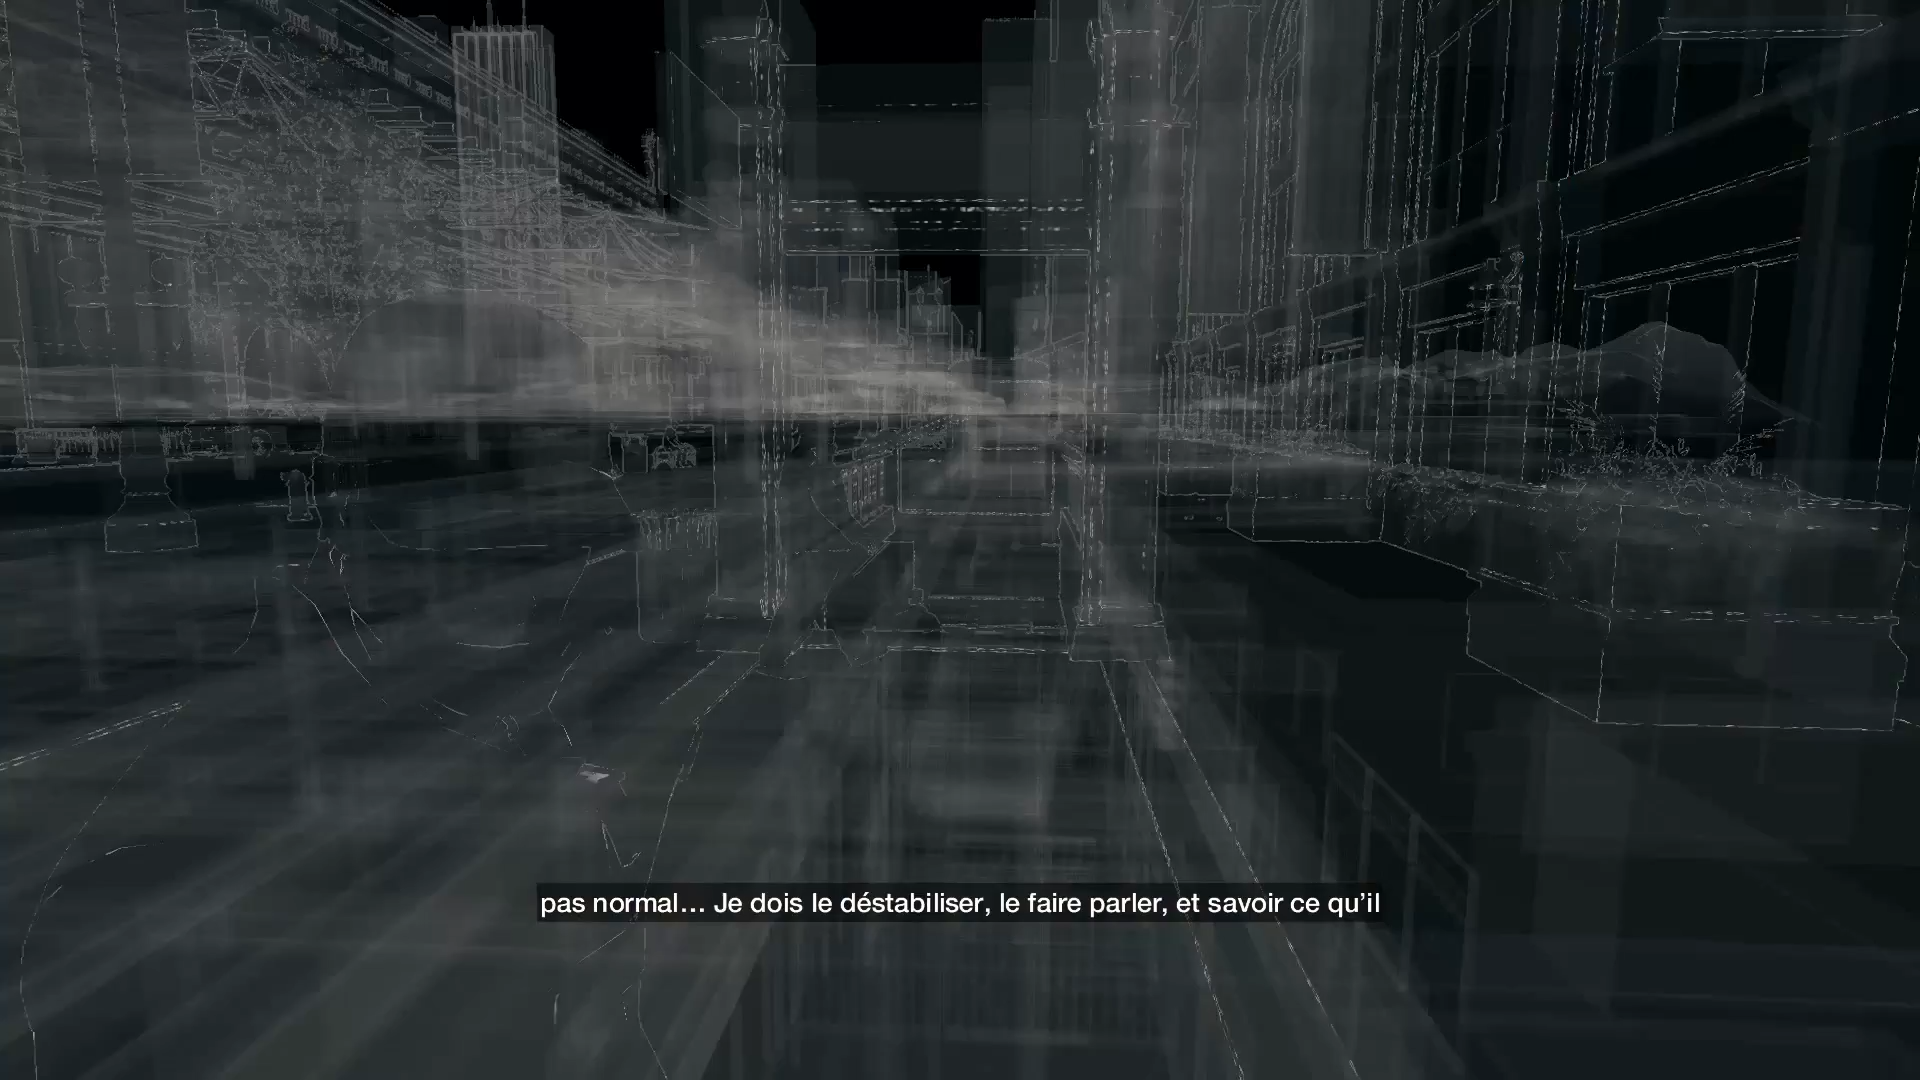 pas normal… Je dois le déstabiliser, le faire parler, et savoir ce qu’il